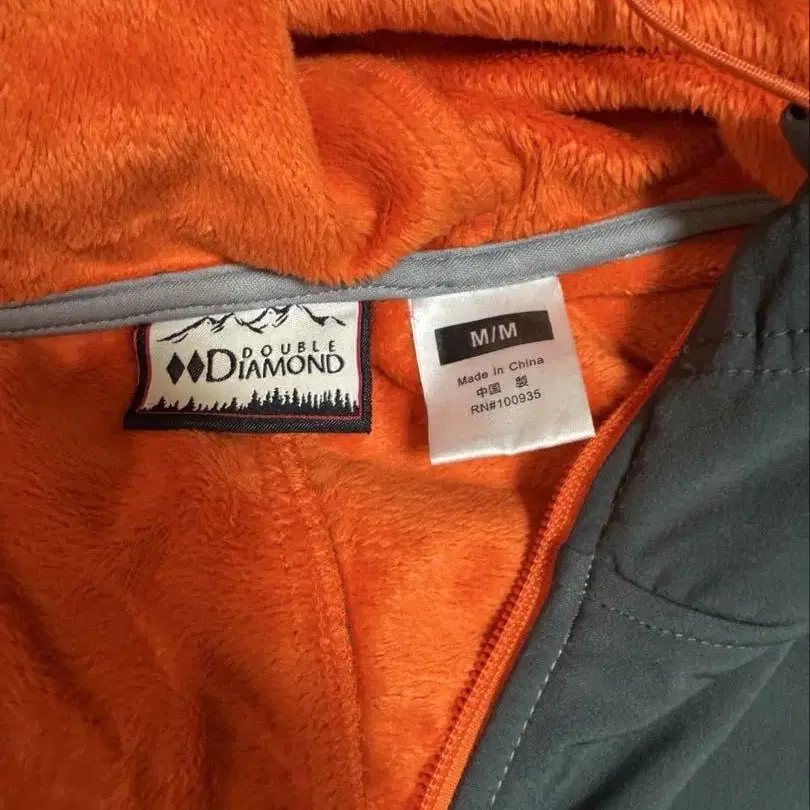 DOUBLE
DIAMOND
M/M
Made in China
中国 製
RN#100935